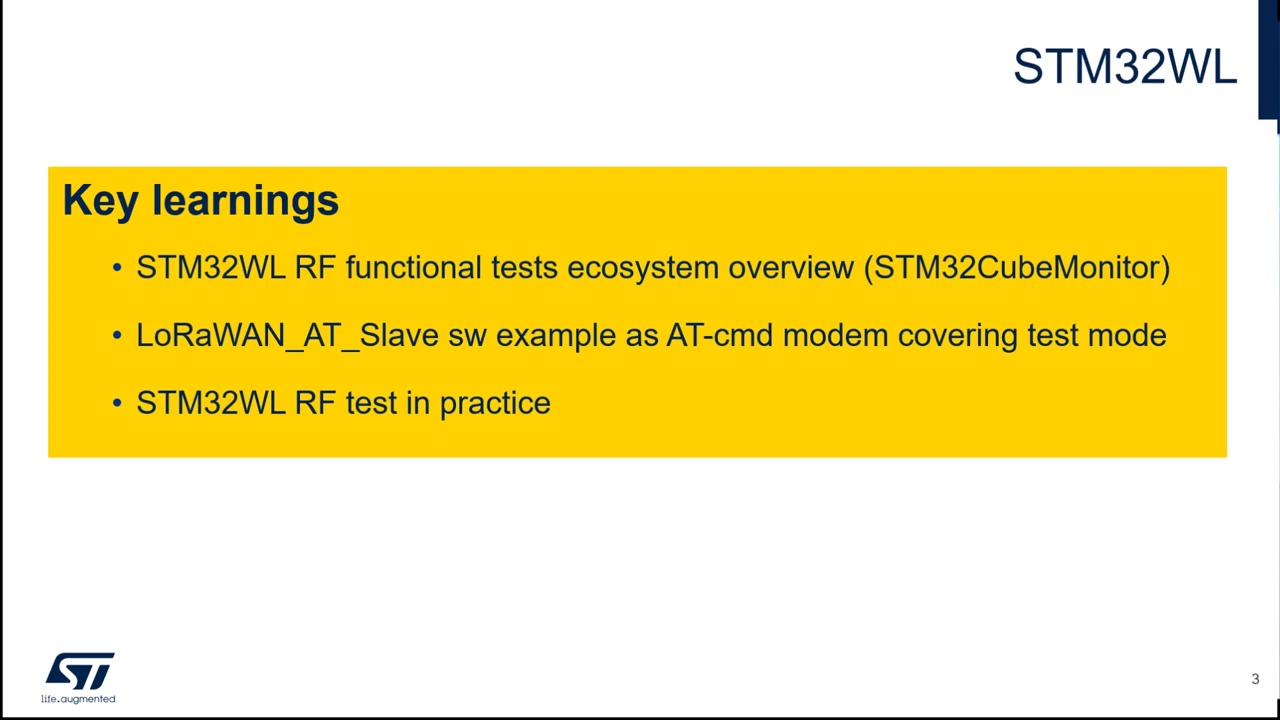 STM32WL
Key learnings
• STM32WL RF functional tests ecosystem overview (STM32CubeMonitor)
• LoRaWAN_AT_Slave sw example as AT-cmd modem covering test mode
• STM32WL RF test in practice
ST
life.augmented
3